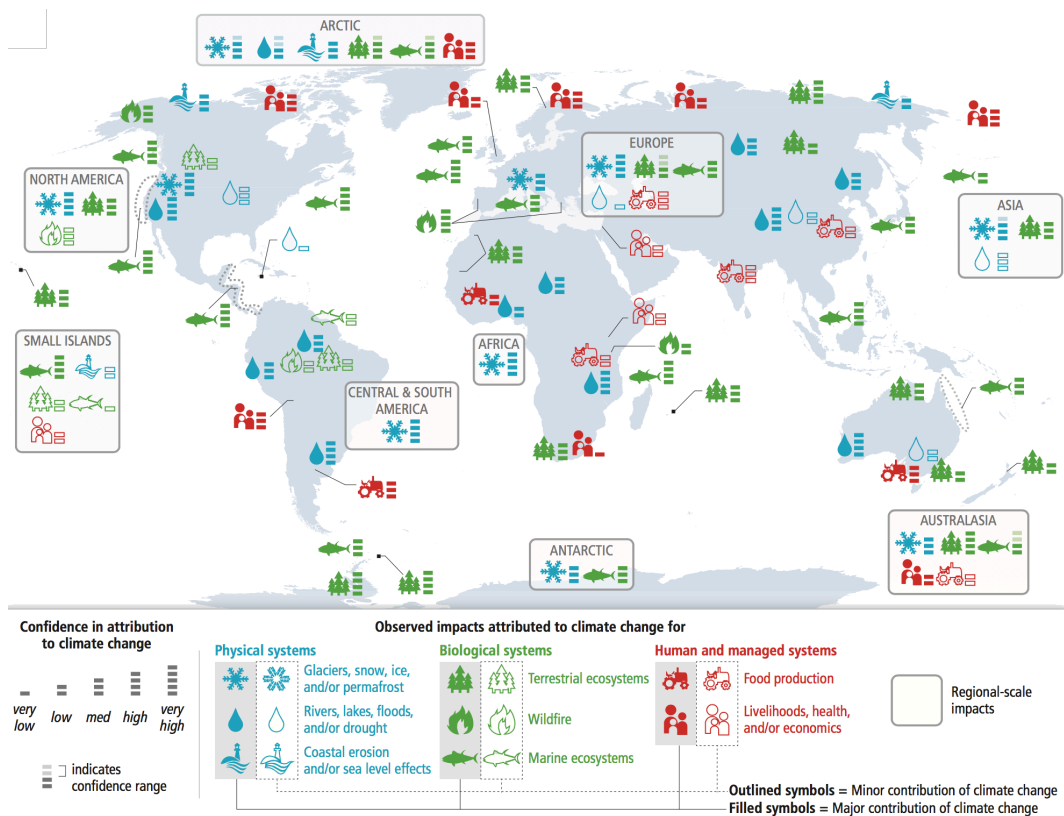 ARCTIC
EUROPE
NORTH AMERICA
ASIA
SMALL ISLANDS
AFRICA
CENTRAL & SOUTH
AMERICA
ANTARCTIC
AUSTRALASIA
Confidence in attribution
to climate change
very
low
low
med
high
very
high
indicates
confidence range
Observed impacts attributed to climate change for
Physical systems
Glaciers, snow, ice,
and/or permafrost
Rivers, lakes, floods,
and/or drought
Coastal erosion
and/or sea level effects
Biological systems
Terrestrial ecosystems
Wildfire
Marine ecosystems
Human and managed systems
Food production
Livelihoods, health,
and/or economics
Regional-scale
impacts
Outlined symbols = Minor contribution of climate change
Filled symbols = Major contribution of climate change